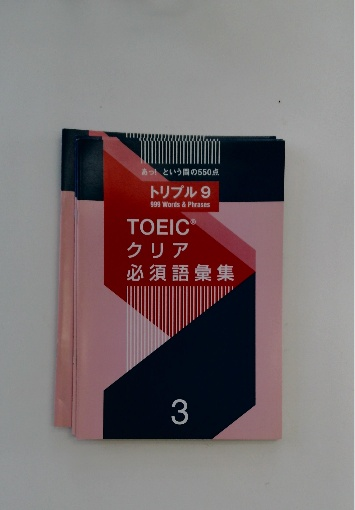 あっ!という間の550点
トリプル9
999 Words & Phrases
TOEIC®
クリア
必須語彙集
3